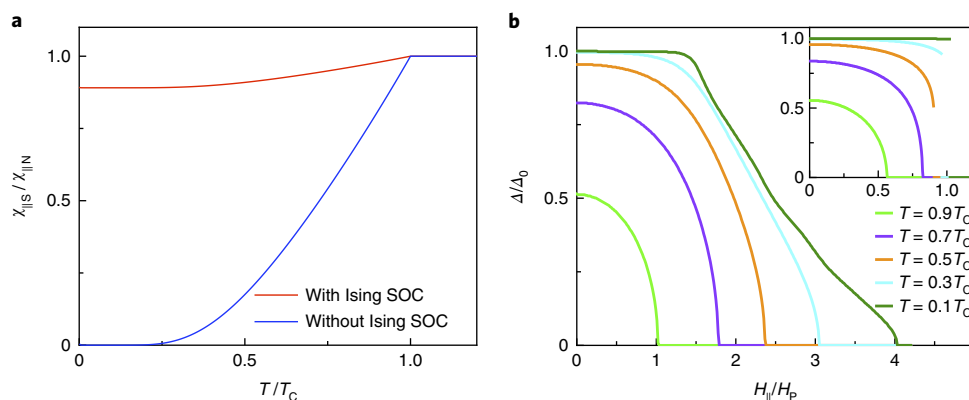 a
1.0
0.5
0
χ||S / χ||N
With Ising SOC
Without Ising SOC
0
0.5
1.0
T/TC
b
1.0
0.5
0
Δ/Δ0
0
1
2
3
4
H||/HP
1.0
0.5
0
0
0.5
1.0
T = 0.9TC
T = 0.7TC
T = 0.5TC
T = 0.3TC
T = 0.1TC